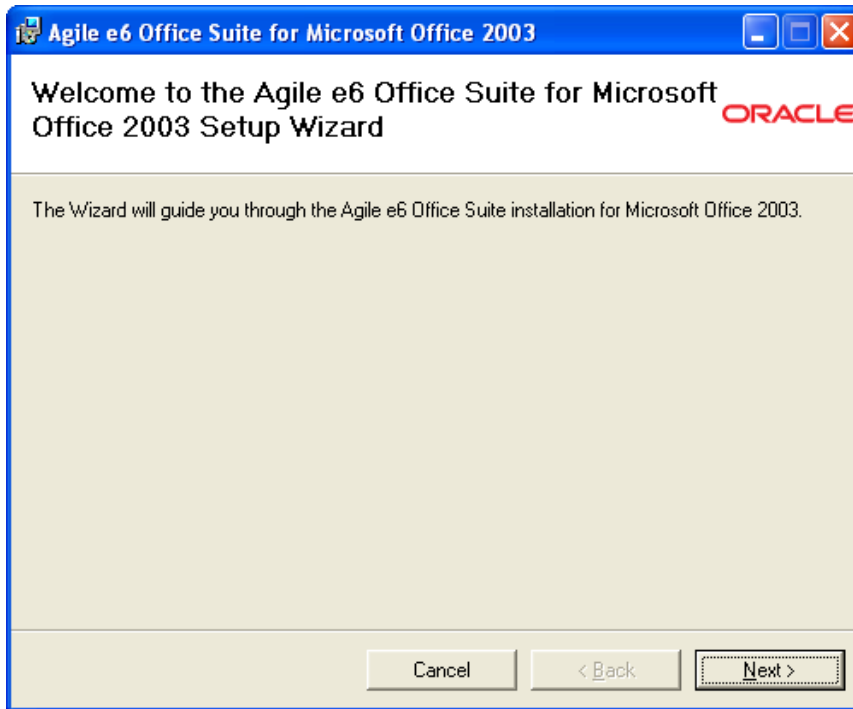 Agile e6 Office Suite for Microsoft Office 2003
Welcome to the Agile e6 Office Suite for Microsoft
Office 2003 Setup Wizard
ORACLE
The Wizard will guide you through the Agile e6 Office Suite installation for Microsoft Office 2003.
Cancel
< Back
Next >